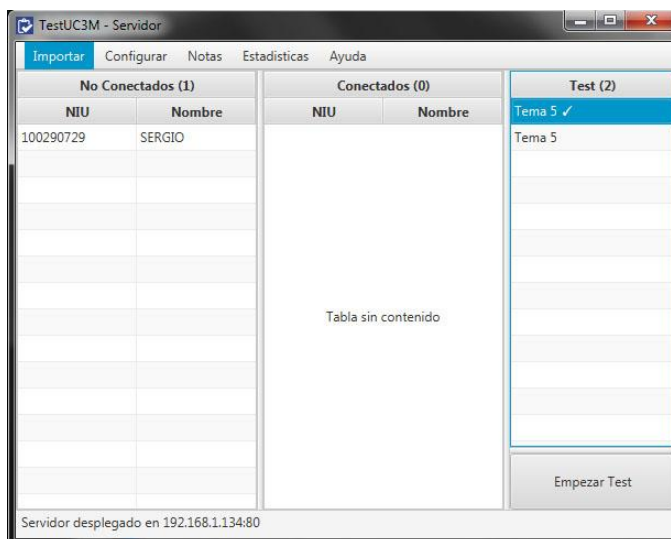 TestUC3M - Servidor
Importar Configurar Notas Estadisticas Ayuda
No Conectados (1) Conectados (0) Test (2)
NIU Nombre NIU Nombre Tema 5 ✓
100290729 SERGIO Tema 5
Tabla sin contenido
Empezar Test
Servidor desplegado en 192.168.1.134:80